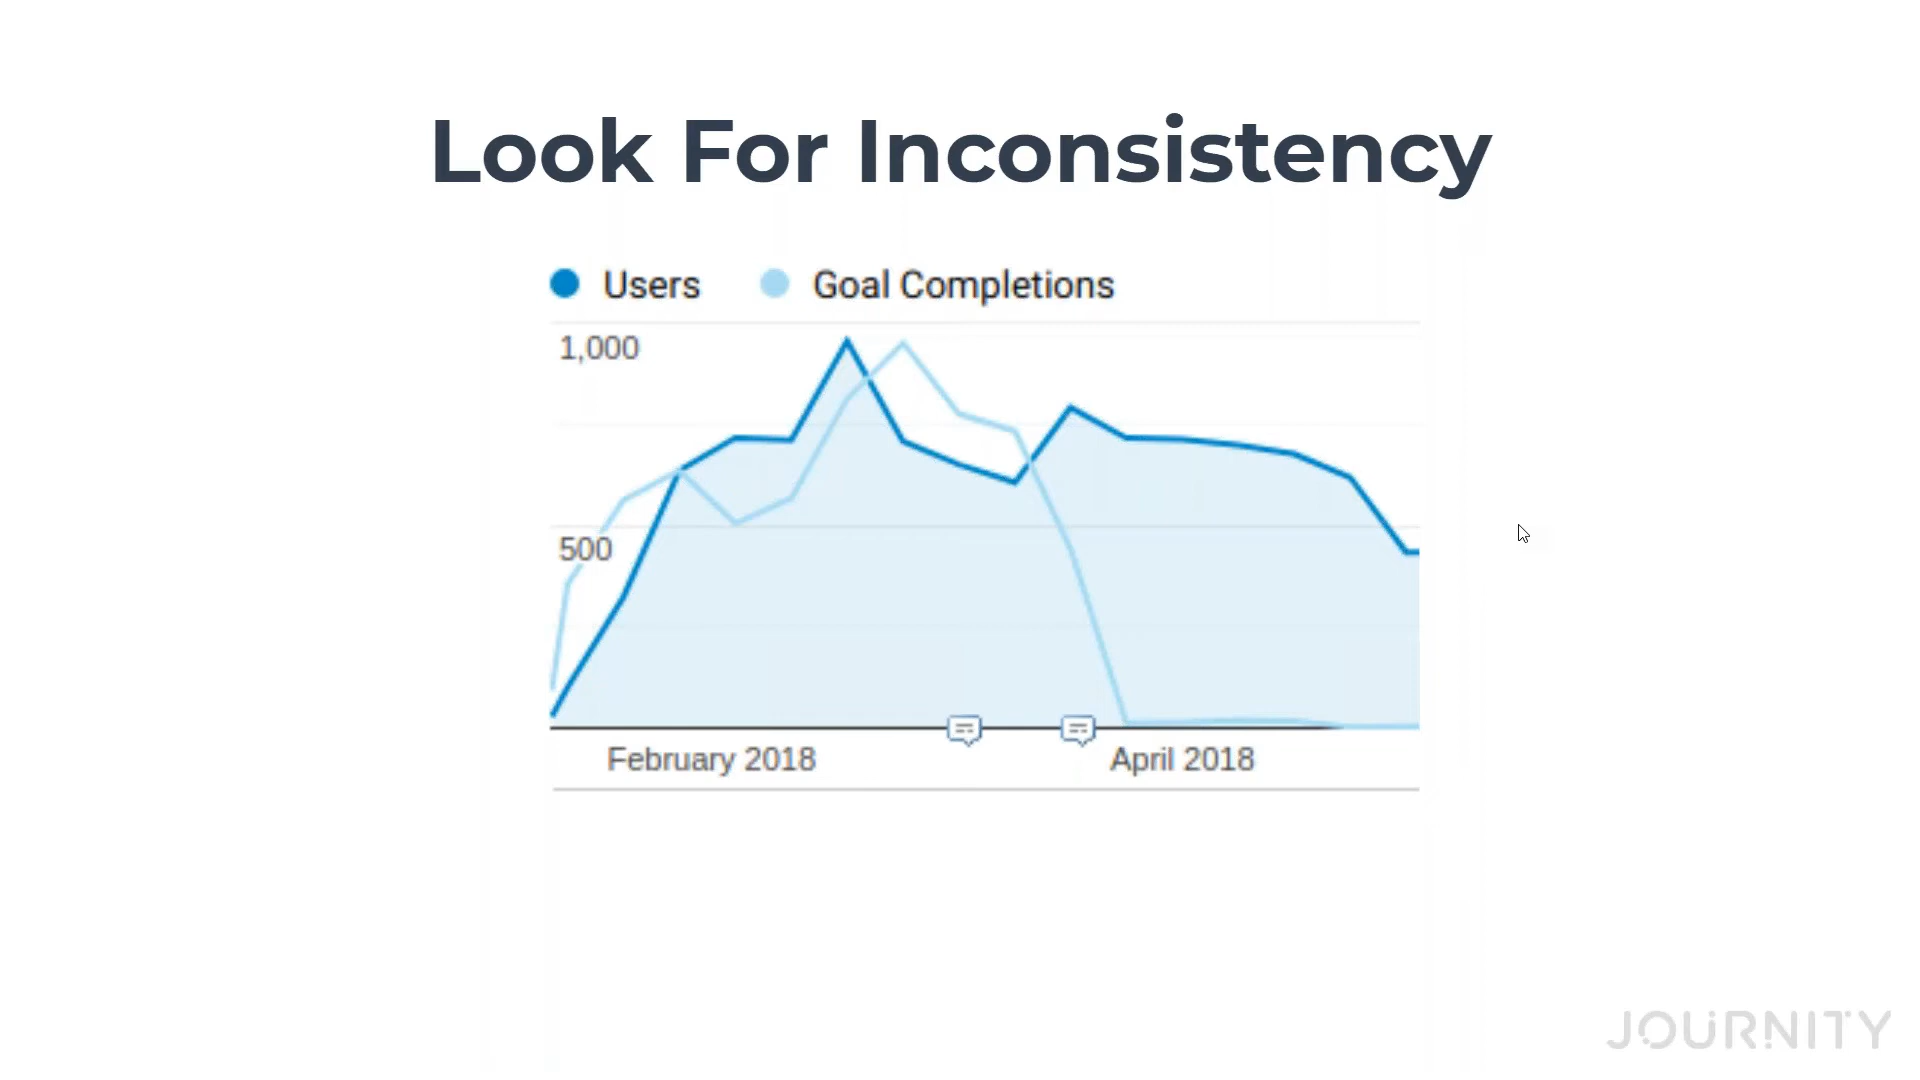 Look For Inconsistency
Users Goal Completions
1,000
500
February 2018 April 2018
JOURNITY